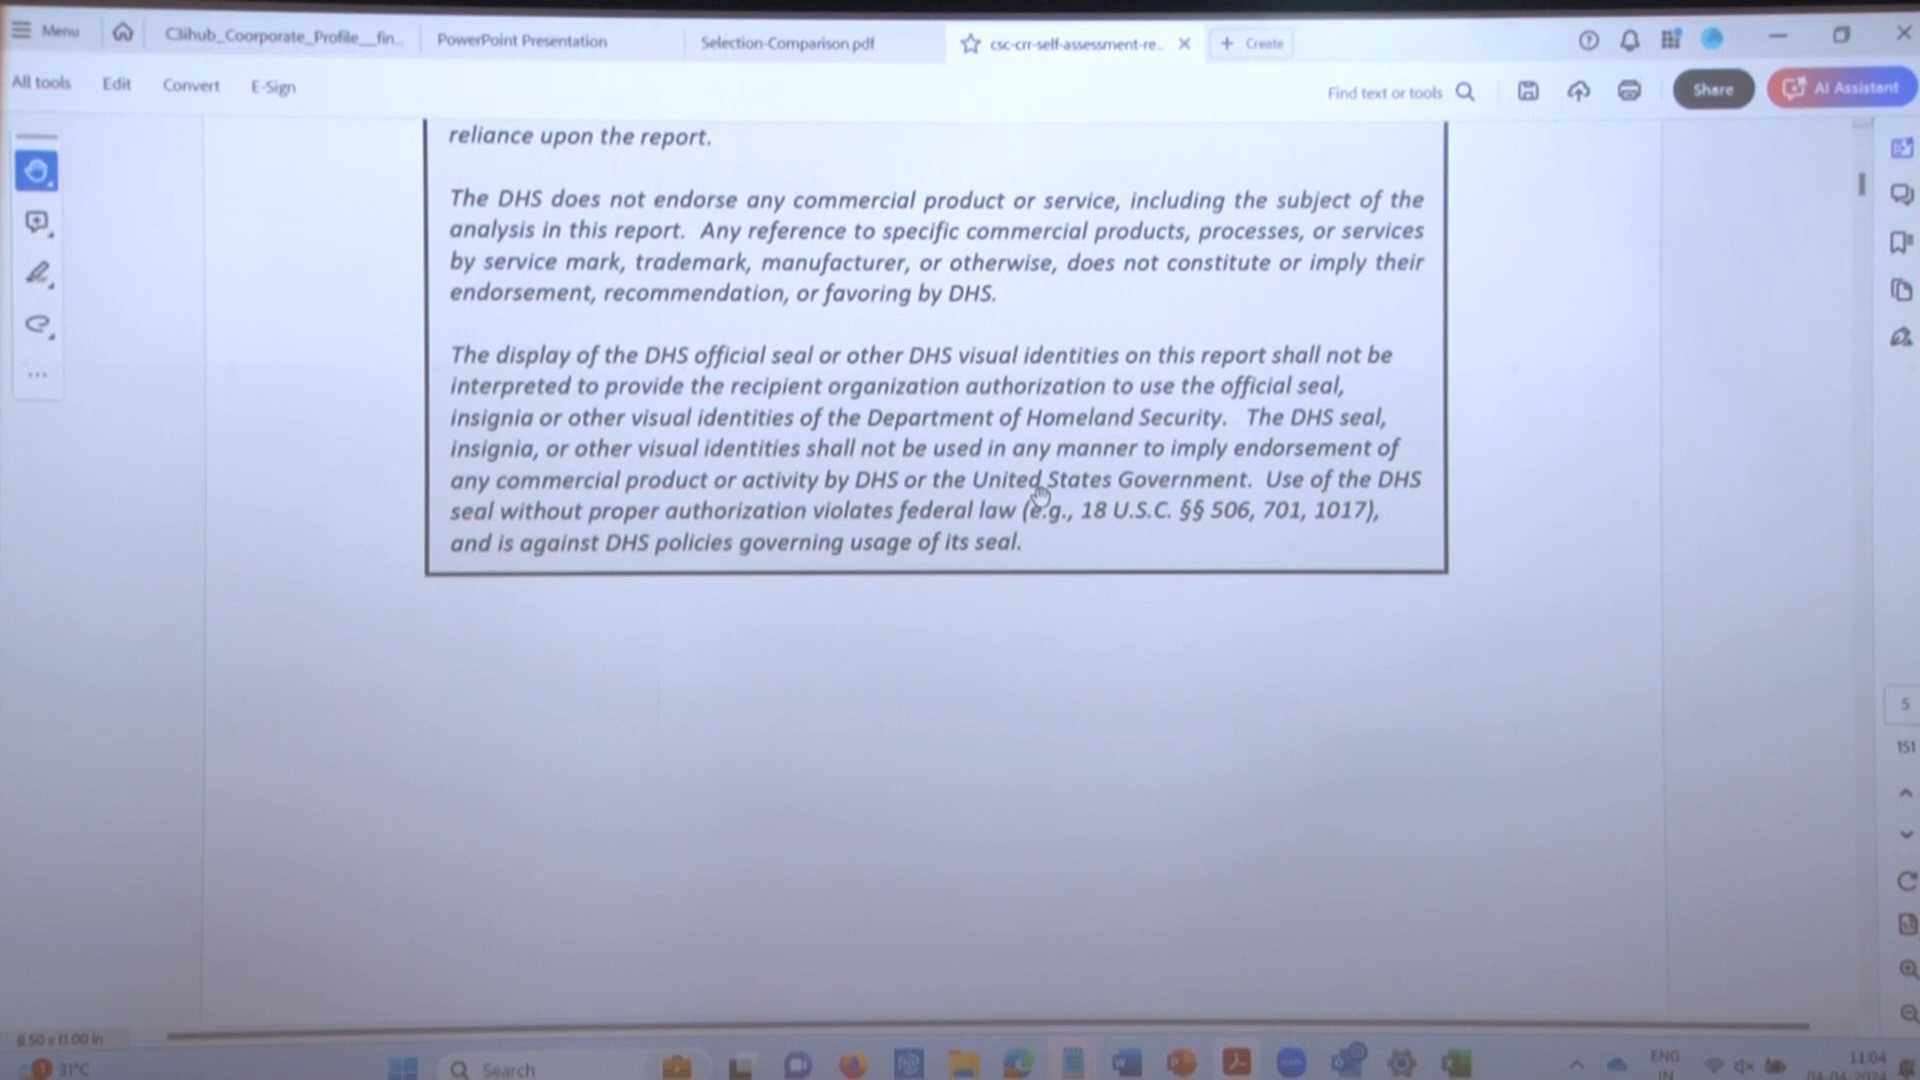 Menu
C3ihub_Coorporate_Profile__fin...
PowerPoint Presentation
Selection-Comparison.pdf
csc-crr-self-assessment-re...
+ Create
All tools
Edit
Convert
E-Sign
Find text or tools
Share
AI Assistant
reliance upon the report.
The DHS does not endorse any commercial product or service, including the subject of the
analysis in this report. Any reference to specific commercial products, processes, or services
by service mark, trademark, manufacturer, or otherwise, does not constitute or imply their
endorsement, recommendation, or favoring by DHS.
The display of the DHS official seal or other DHS visual identities on this report shall not be
interpreted to provide the recipient organization authorization to use the official seal,
insignia or other visual identities of the Department of Homeland Security. The DHS seal,
insignia, or other visual identities shall not be used in any manner to imply endorsement of
any commercial product or activity by DHS or the United States Government. Use of the DHS
seal without proper authorization violates federal law (e.g., 18 U.S.C. §§ 506, 701, 1017),
and is against DHS policies governing usage of its seal.
5
151
8.50 x 11.00 in
1
31°C
Search
ENG
IN
11:04
04-04-2024